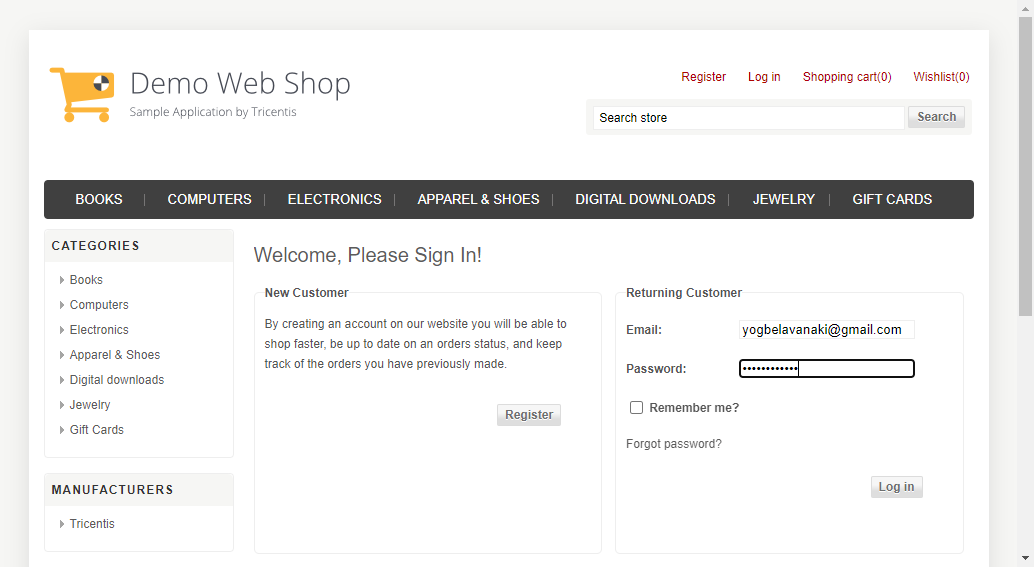 Demo Web Shop
Sample Application by Tricentis
Register Log in Shopping cart(0) Wishlist(0)
Search store Search
BOOKS COMPUTERS ELECTRONICS APPAREL & SHOES DIGITAL DOWNLOADS JEWELRY GIFT CARDS
CATEGORIES
Books
Computers
Electronics
Apparel & Shoes
Digital downloads
Jewelry
Gift Cards
MANUFACTURERS
Tricentis
Welcome, Please Sign In!
New Customer
By creating an account on our website you will be able to
shop faster, be up to date on an orders status, and keep
track of the orders you have previously made.
Register
Returning Customer
Email: yogbelavanaki@gmail.com
Password: ••••••••••••
Remember me?
Forgot password?
Log in